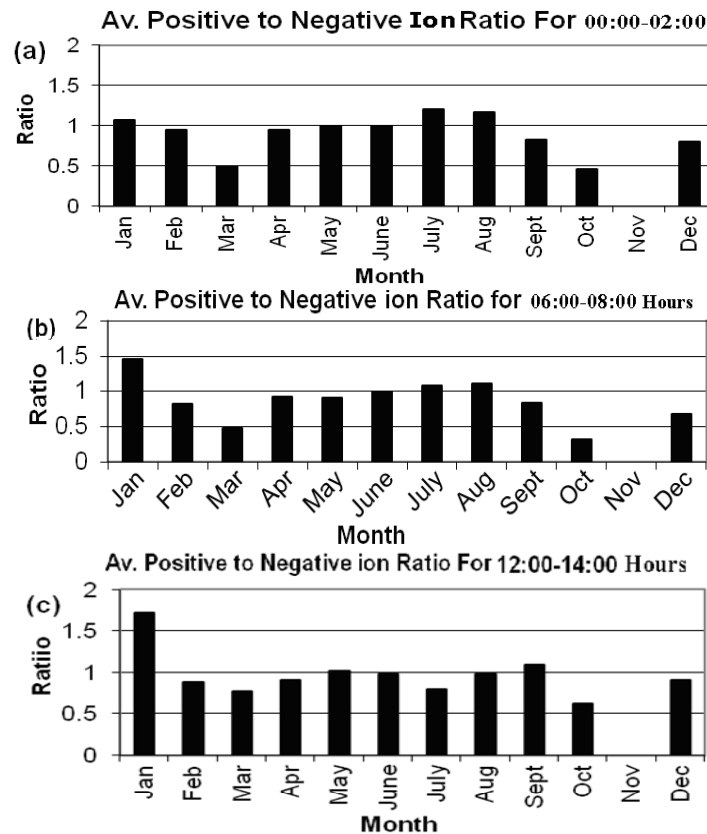 Av. Positive to Negative Ion Ratio For 00:00-02:00
(a)
Ratio
2
1.5
1
0.5
0
Jan Feb Mar Apr May June July Aug Sept Oct Nov Dec
Month
Av. Positive to Negative ion Ratio for 06:00-08:00 Hours
(b)
Ratio
2
1.5
1
0.5
0
Jan Feb Mar Apr May June July Aug Sept Oct Nov Dec
Month
Av. Positive to Negative ion Ratio For 12:00-14:00 Hours
(c)
Ratiio
2
1.5
1
0.5
0
Jan Feb Mar Apr May June July Aug Sept Oct Nov Dec
Month